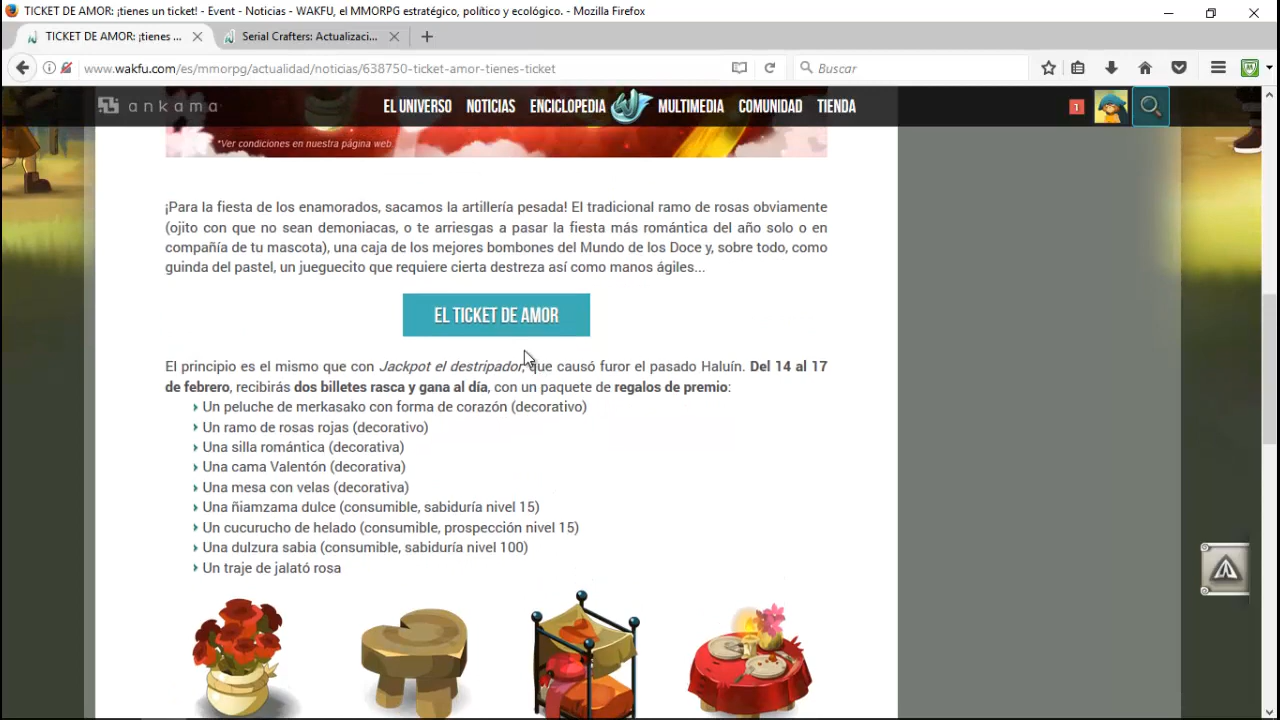 TICKET DE AMOR: ¡tienes un ticket! - Event - Noticias - WAKFU, el MMORPG estratégico, político y ecológico. - Mozilla Firefox
TICKET DE AMOR: ¡tienes ...
Serial Crafters: Actualizaci...
www.wakfu.com/es/mmorpg/actualidad/noticias/638750-ticket-amor-tienes-ticket
Buscar
ankama
EL UNIVERSO NOTICIAS ENCICLOPEDIA MULTIMEDIA COMUNIDAD TIENDA
1
*Ver condiciones en nuestra página web
¡Para la fiesta de los enamorados, sacamos la artillería pesada! El tradicional ramo de rosas obviamente
(ojito con que no sean demoniacas, o te arriesgas a pasar la fiesta más romántica del año solo o en
compañía de tu mascota), una caja de los mejores bombones del Mundo de los Doce y, sobre todo, como
guinda del pastel, un jueguecito que requiere cierta destreza así como manos ágiles...
EL TICKET DE AMOR
El principio es el mismo que con Jackpot el destripador, que causó furor el pasado Haluín. Del 14 al 17
de febrero, recibirás dos billetes rasca y gana al día, con un paquete de regalos de premio:
Un peluche de merkasako con forma de corazón (decorativo)
Un ramo de rosas rojas (decorativo)
Una silla romántica (decorativa)
Una cama Valentón (decorativa)
Una mesa con velas (decorativa)
Una ñiamzama dulce (consumible, sabiduría nivel 15)
Un cucurucho de helado (consumible, prospección nivel 15)
Una dulzura sabia (consumible, sabiduría nivel 100)
Un traje de jalató rosa